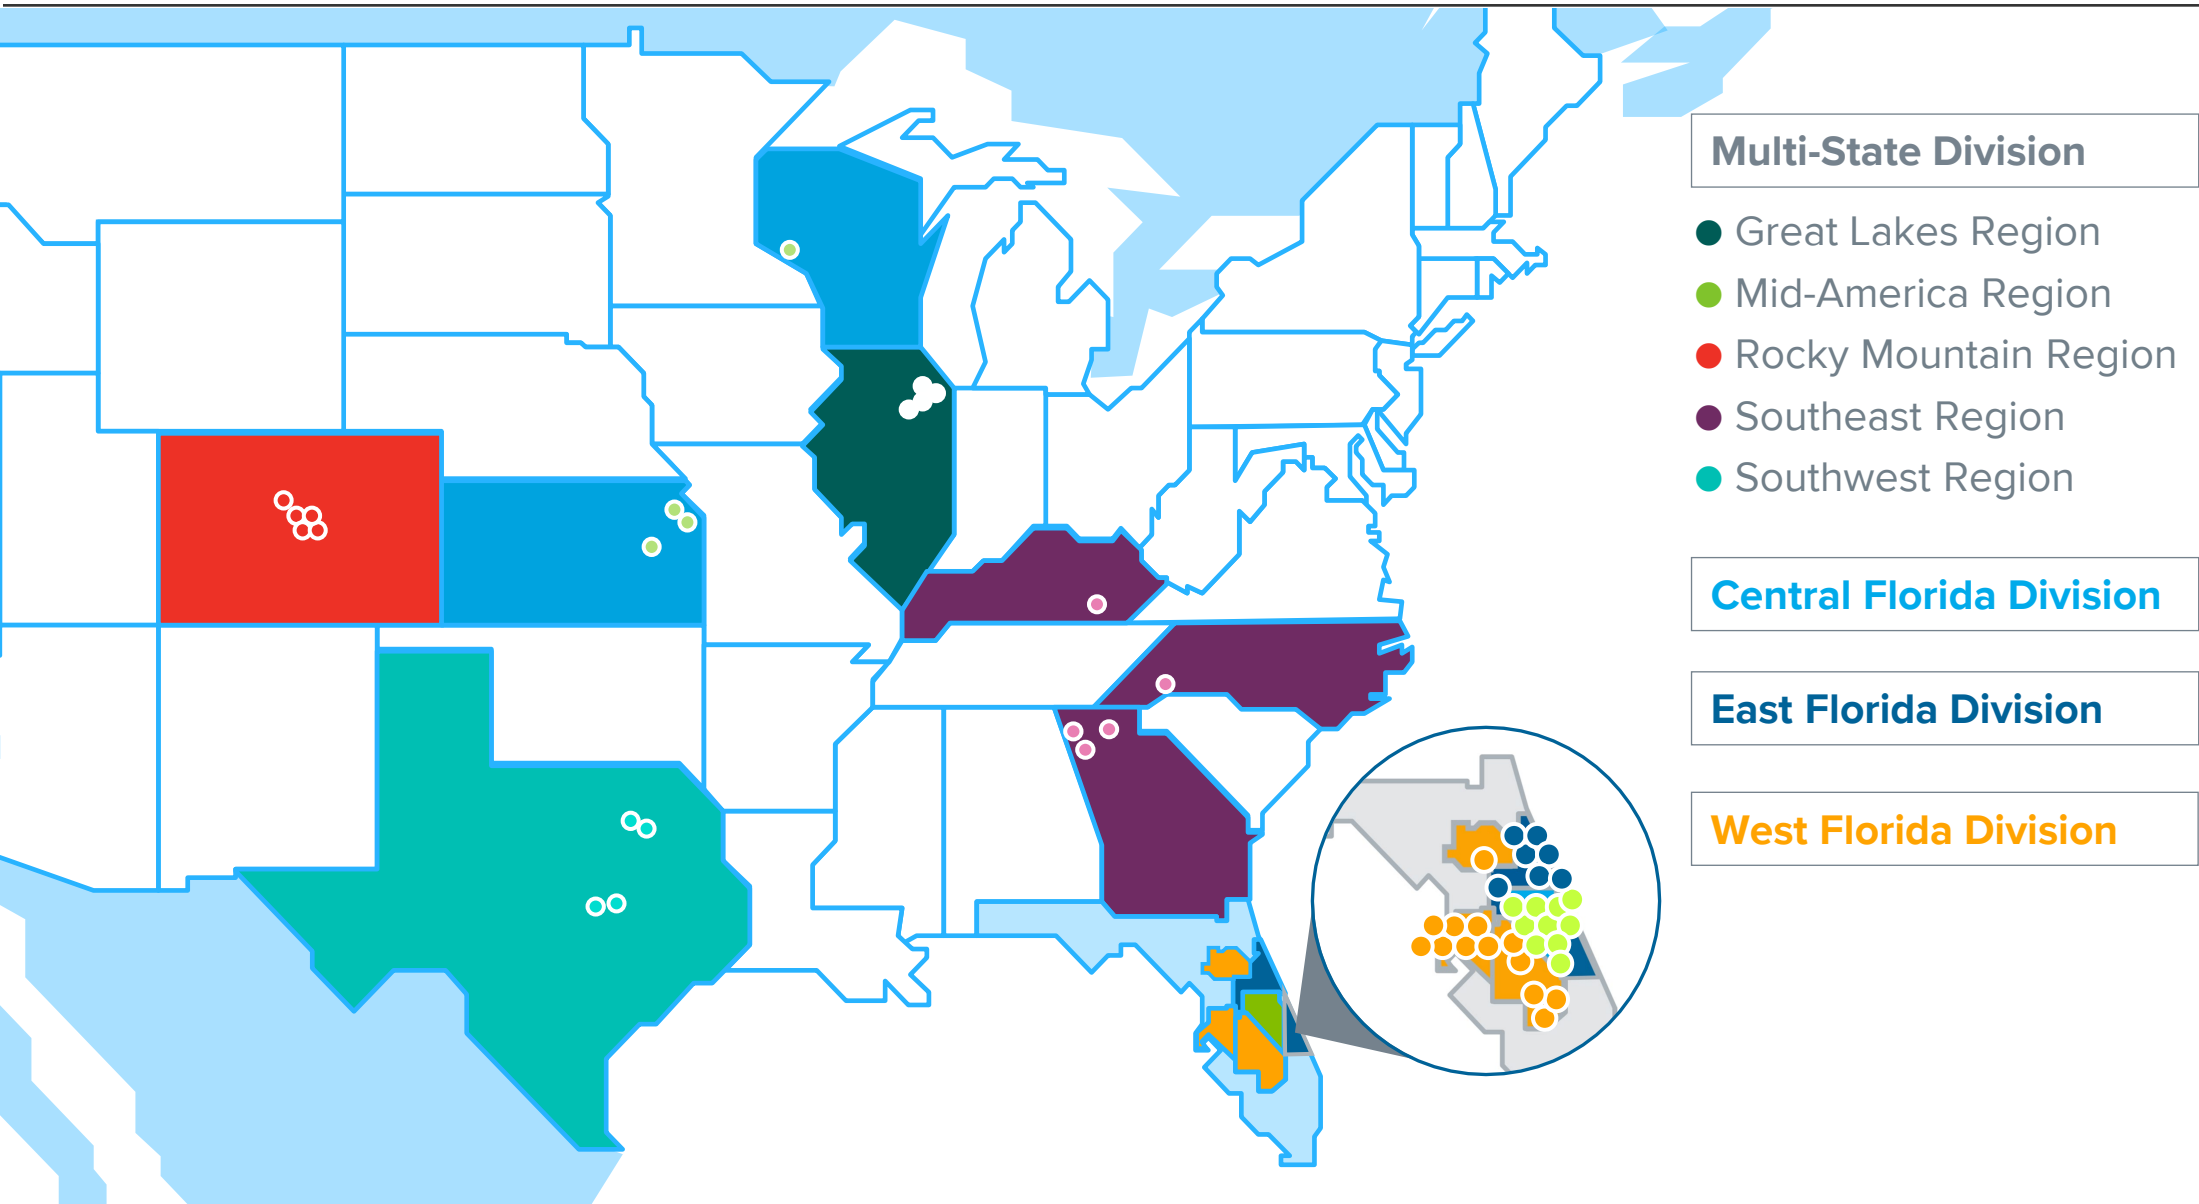 Multi-State Division
Great Lakes Region
Mid-America Region
Rocky Mountain Region
Southeast Region
Southwest Region
Central Florida Division
East Florida Division
West Florida Division